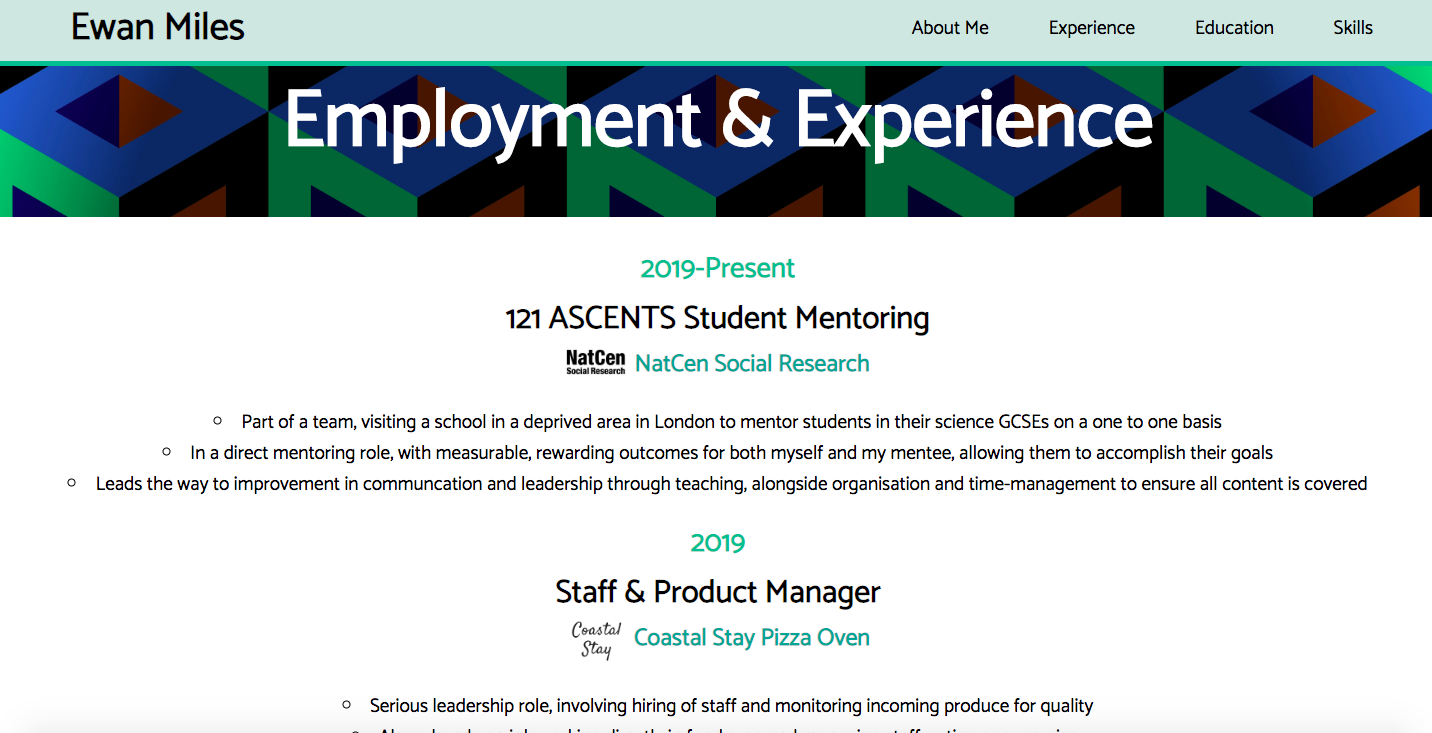 Ewan Miles
About Me Experience Education Skills
Employment & Experience
2019-Present
121 ASCENTS Student Mentoring
NatCen
Social Research
NatCen Social Research
Part of a team, visiting a school in a deprived area in London to mentor students in their science GCSEs on a one to one basis
In a direct mentoring role, with measurable, rewarding outcomes for both myself and my mentee, allowing them to accomplish their goals
Leads the way to improvement in communcation and leadership through teaching, alongside organisation and time-management to ensure all content is covered
2019
Staff & Product Manager
Coastal
Stay
Coastal Stay Pizza Oven
Serious leadership role, involving hiring of staff and monitoring incoming produce for quality